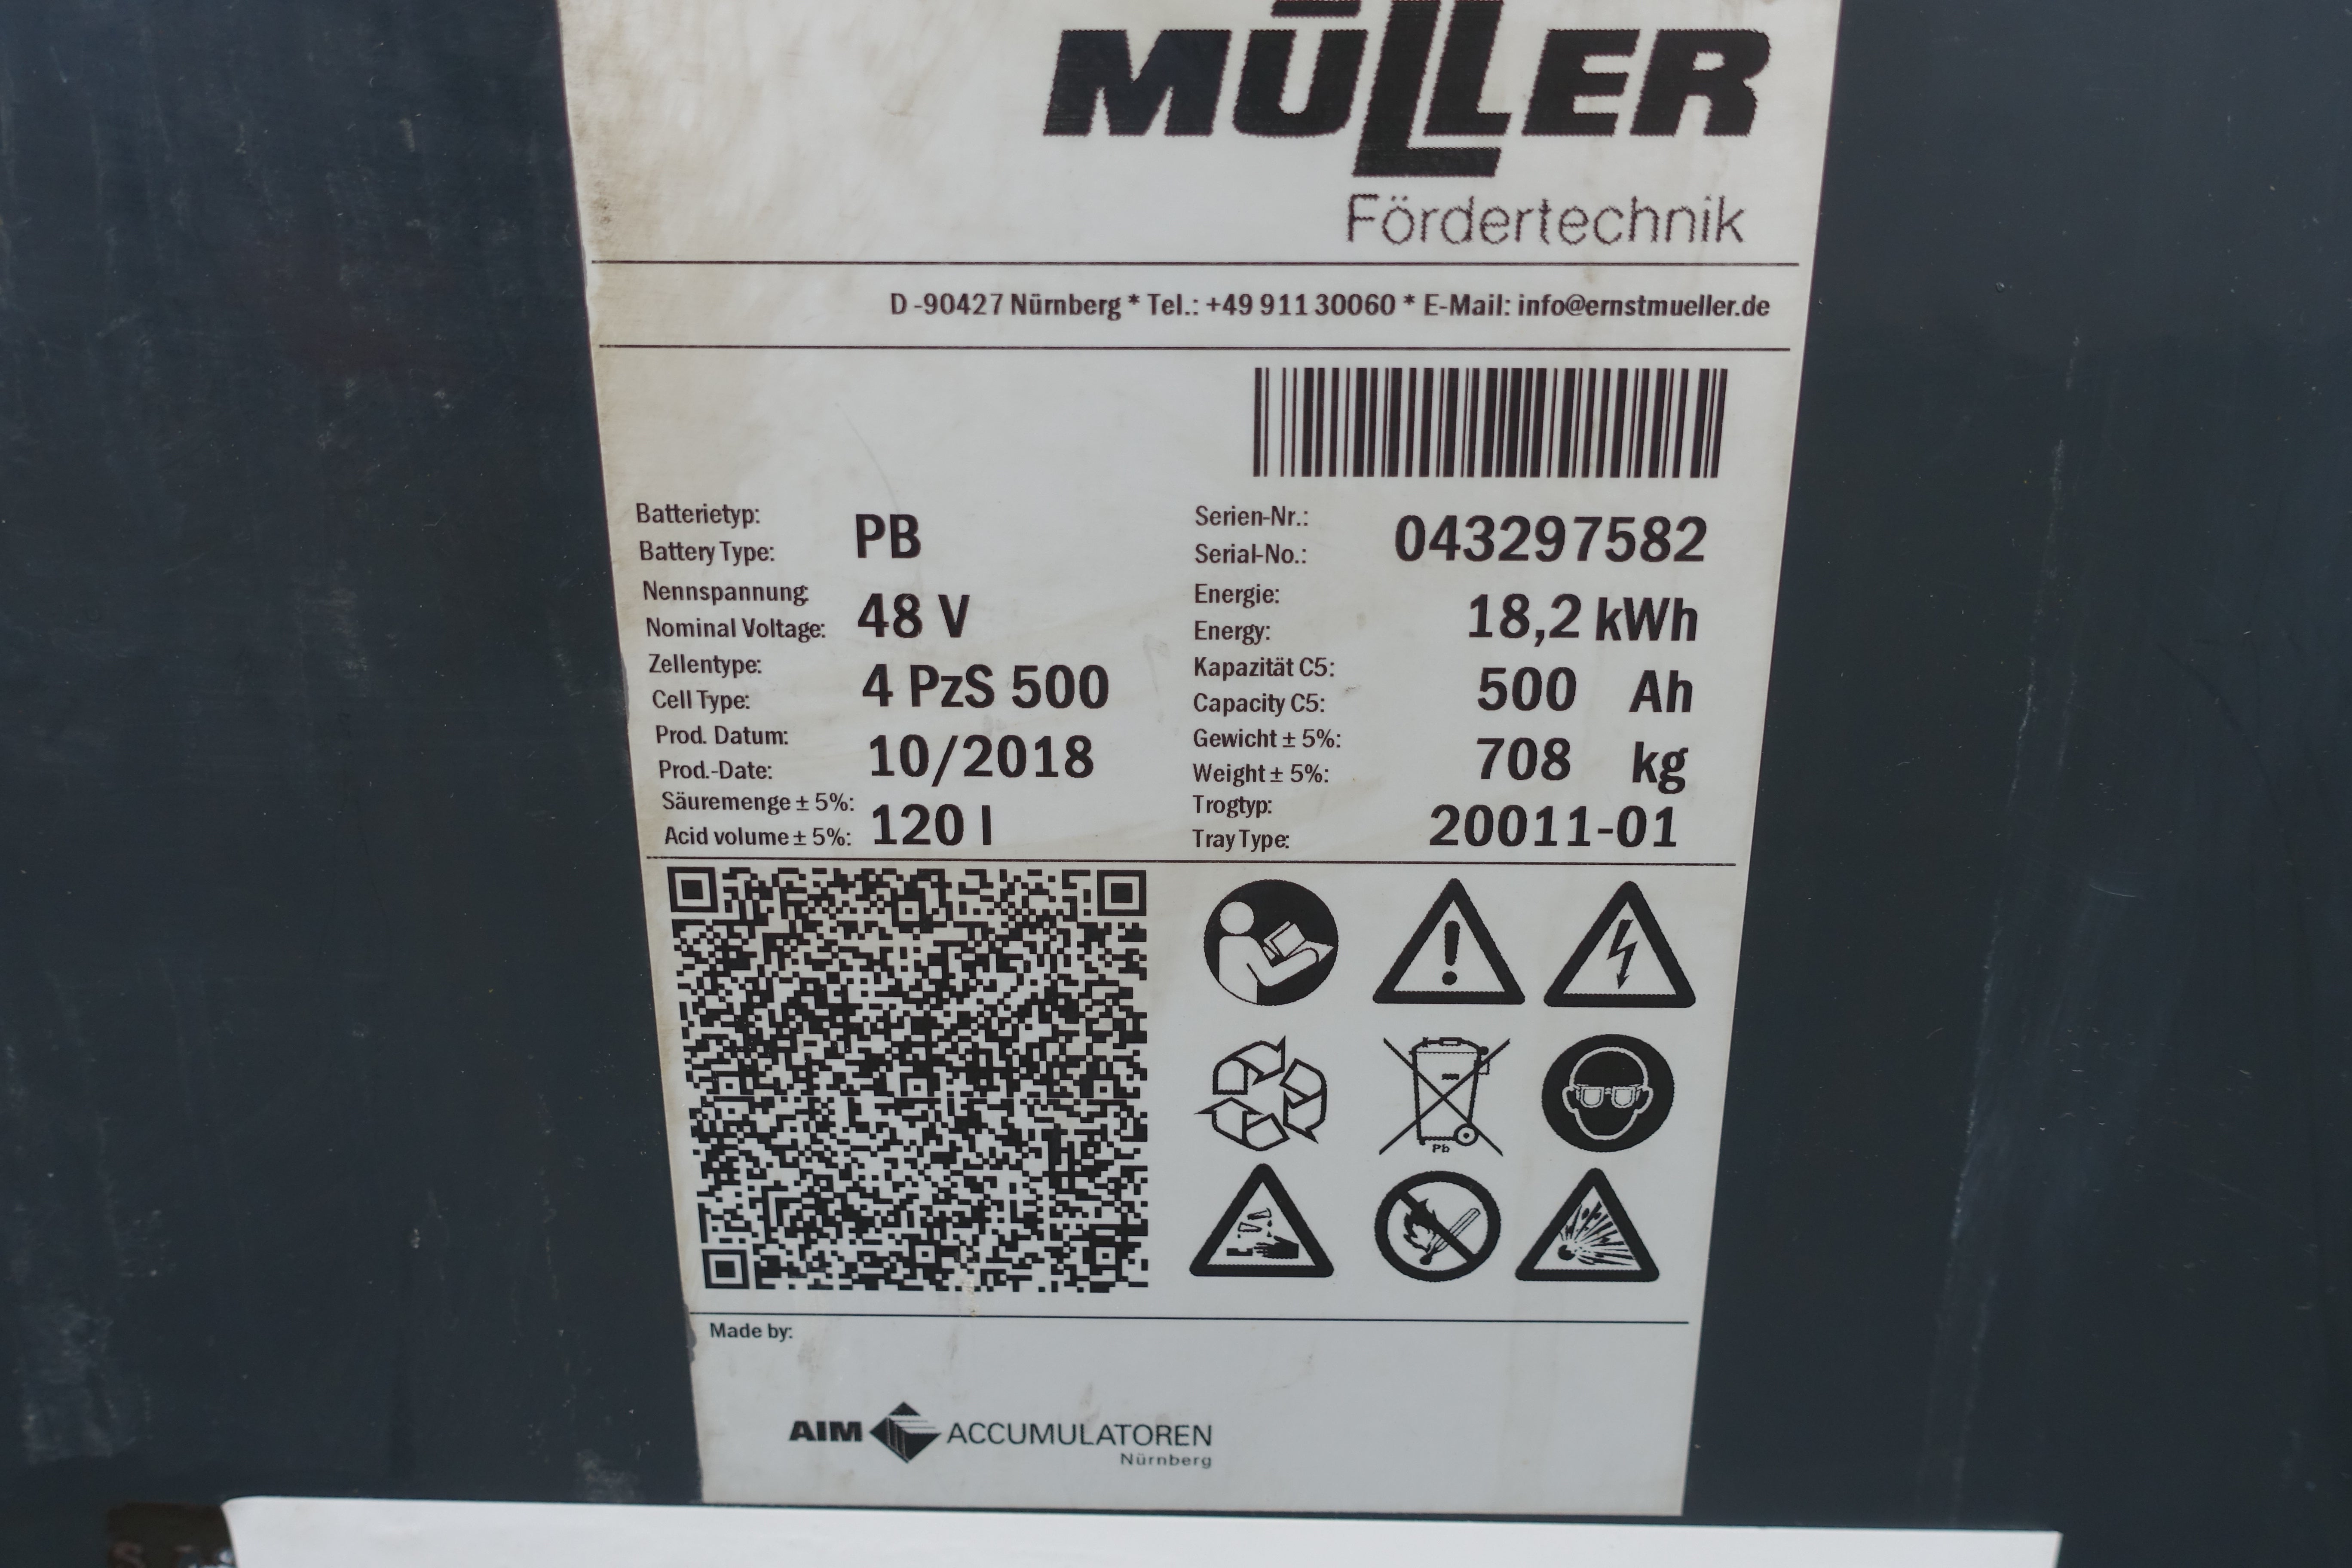 MÜLLER
Fördertechnik
D -90427 Nürnberg * Tel.: +49 911 30060 * E-Mail: info@ernstmueller.de
Batterietyp:
Battery Type: PB
Serien-Nr.:
Serial-No.: 043297582
Nennspannung:
Nominal Voltage: 48 V
Energie:
Energy: 18,2 kWh
Zellentype:
Cell Type: 4 PzS 500
Kapazität C5:
Capacity C5: 500 Ah
Prod. Datum:
Prod.-Date: 10/2018
Gewicht ± 5%:
Weight ± 5%: 708 kg
Säuremenge ± 5%:
Acid volume ± 5%: 120 l
Trogtyp:
Tray Type: 20011-01
Pb
Made by:
AIM ACCUMULATOREN
Nürnberg